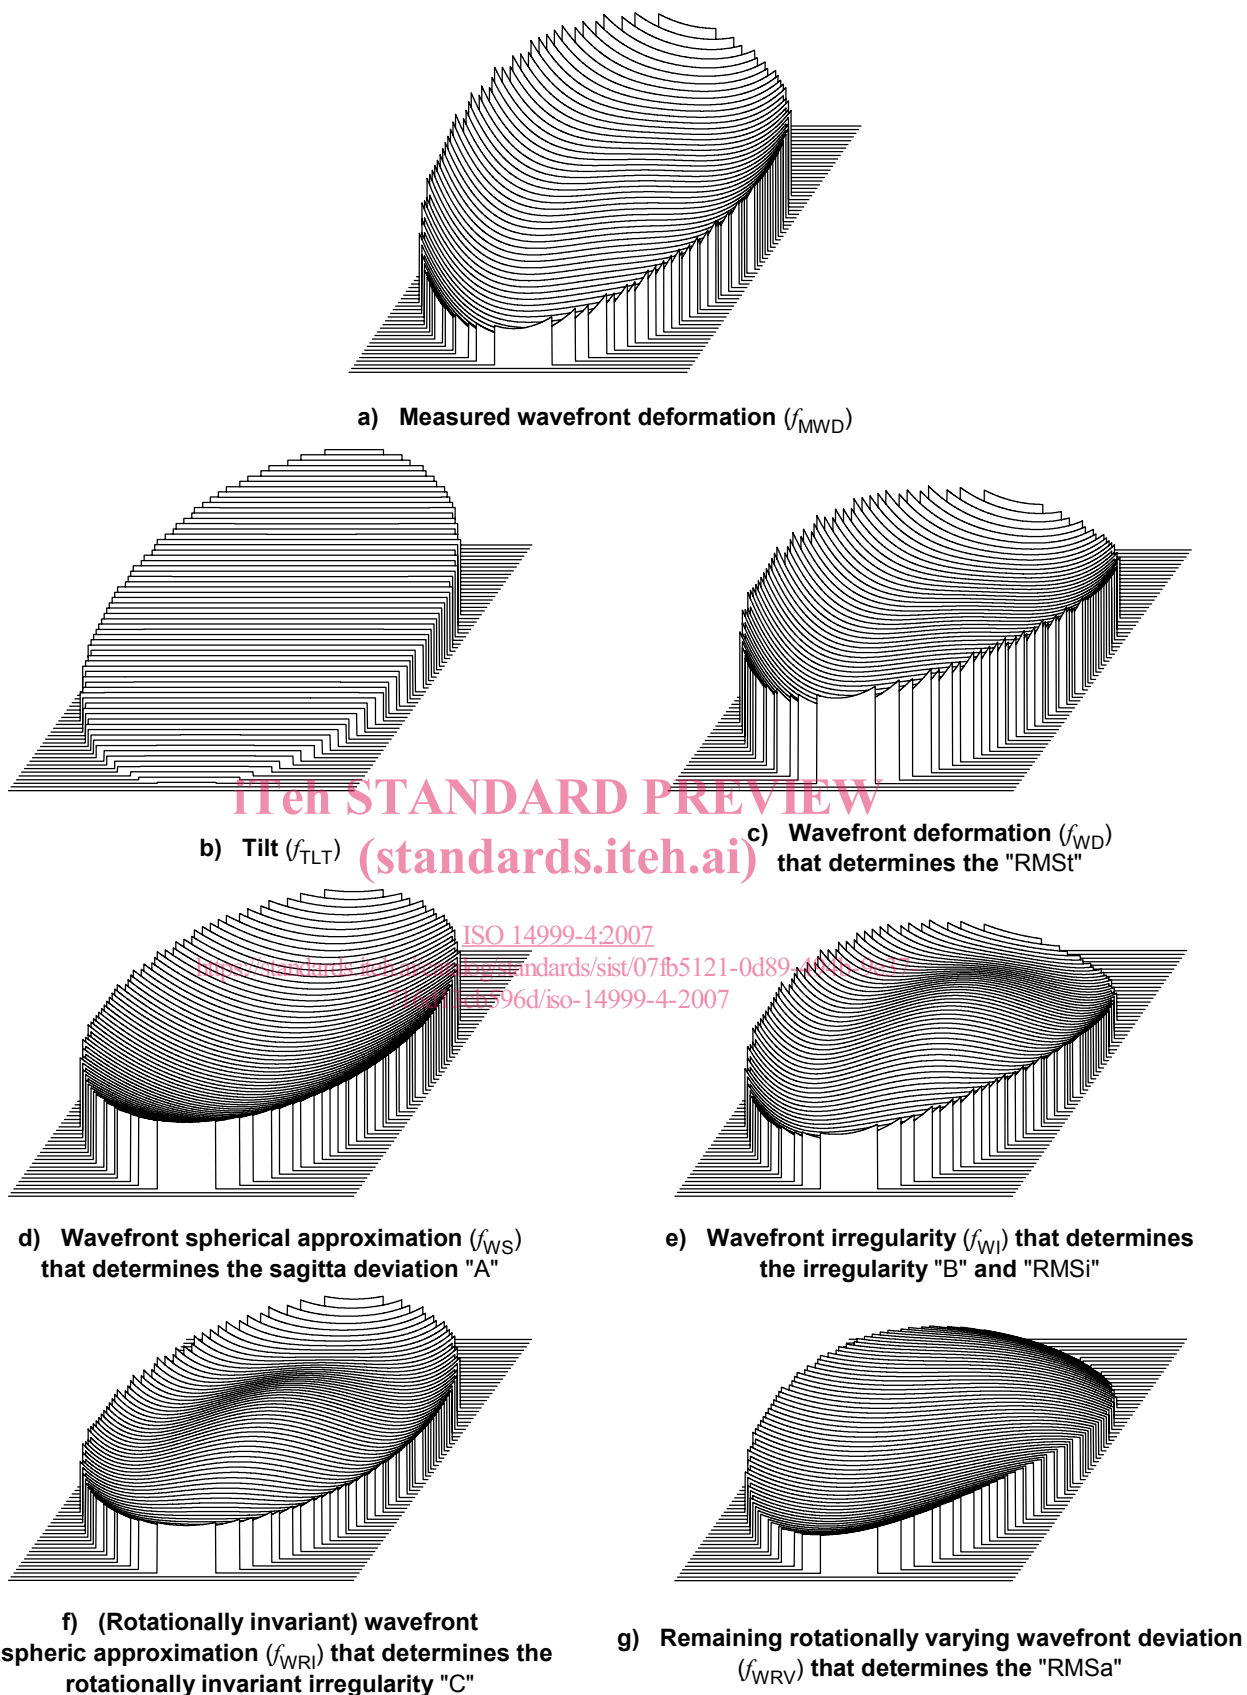 a) Measured wavefront deformation (fMWD)
b) Tilt (fTLT)
c) Wavefront deformation (fWD)
that determines the "RMSt"
iTeh STANDARD PREVIEW
(standards.iteh.ai)
ISO 14999-4:2007
d) Wavefront spherical approximation (fWS)
that determines the sagitta deviation "A"
e) Wavefront irregularity (fWI) that determines
the irregularity "B" and "RMSi"
f) (Rotationally invariant) wavefront
spheric approximation (fWRI) that determines the
rotationally invariant irregularity "C"
g) Remaining rotationally varying wavefront deviation
(fWRV) that determines the "RMSa"